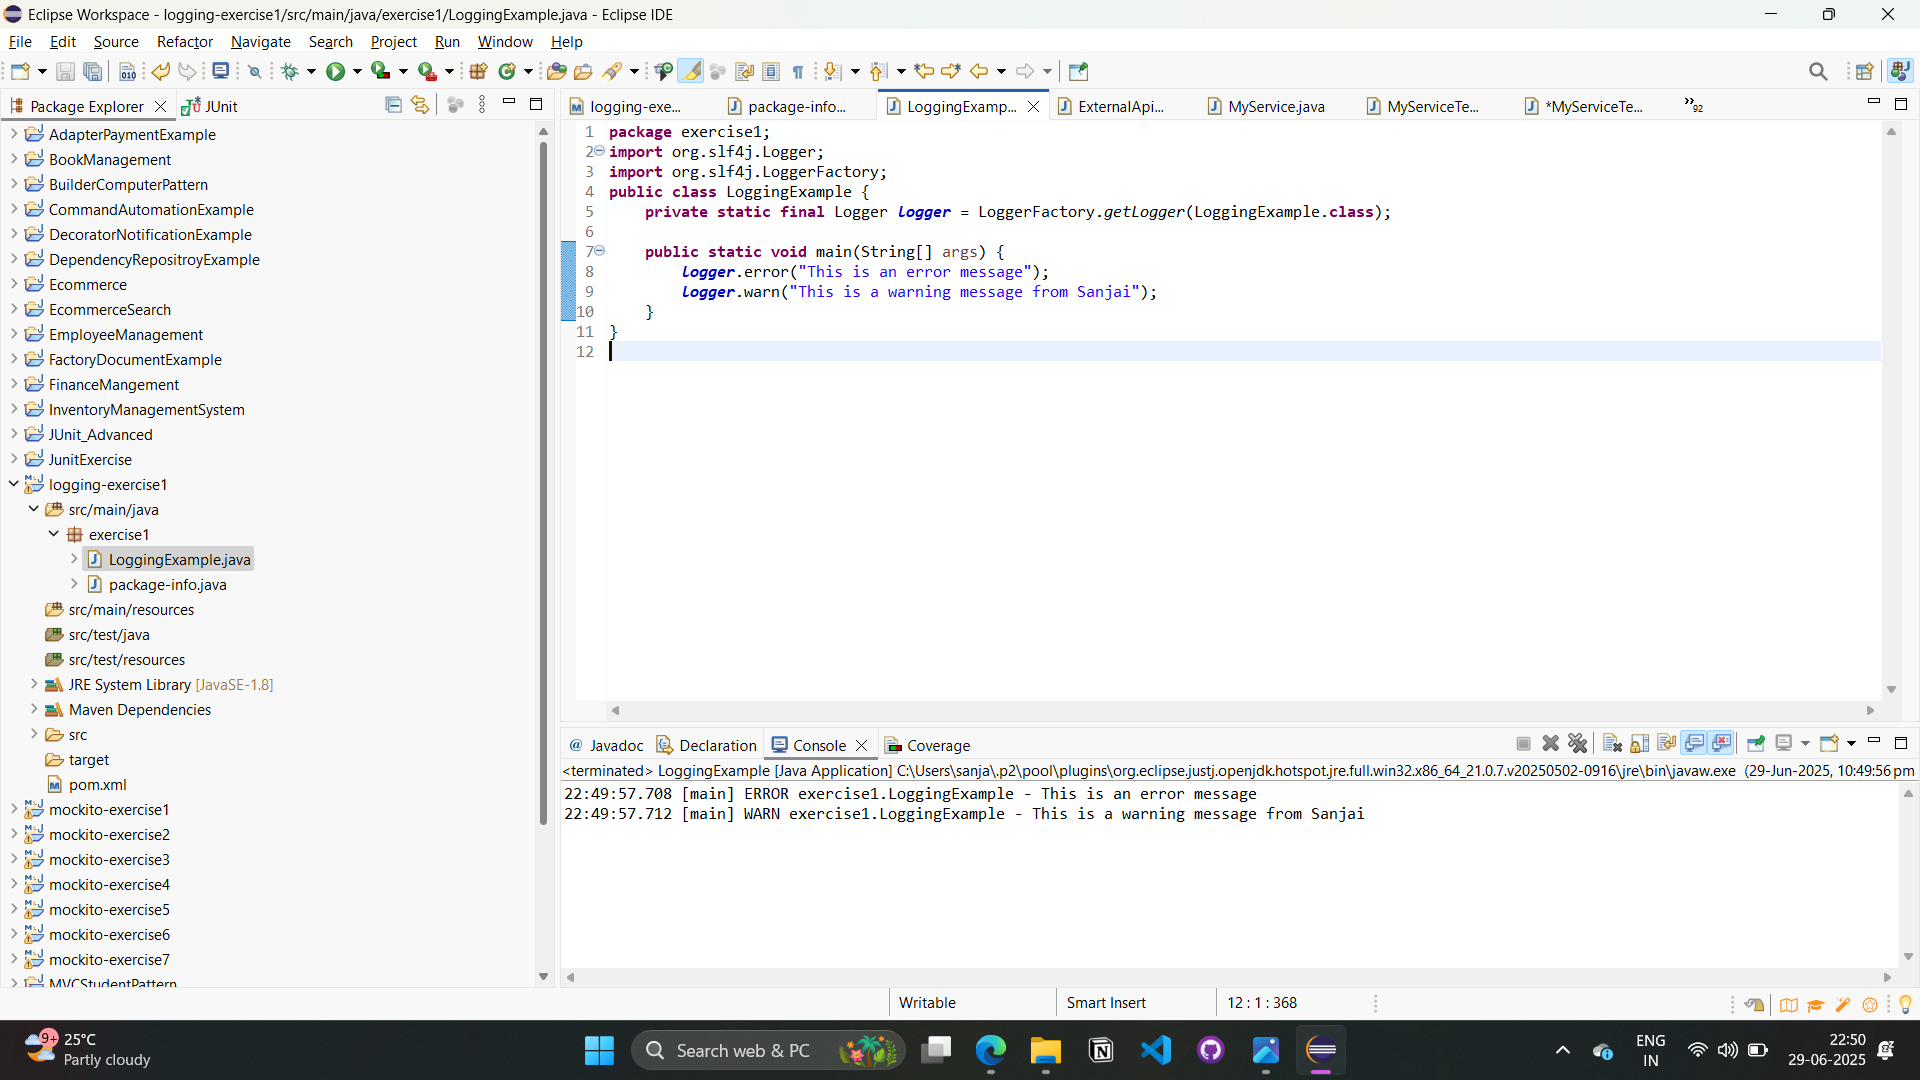 Eclipse Workspace - logging-exercise1/src/main/java/exercise1/LoggingExample.java - Eclipse IDE
File Edit Source Refactor Navigate Search Project Run Window Help
Package Explorer
JUnit
AdapterPaymentExample
BookManagement
BuilderComputerPattern
CommandAutomationExample
DecoratorNotificationExample
DependencyRepositroyExample
Ecommerce
EcommerceSearch
EmployeeManagement
FactoryDocumentExample
FinanceMangement
InventoryManagementSystem
JUnit_Advanced
JunitExercise
logging-exercise1
src/main/java
exercise1
LoggingExample.java
package-info.java
src/main/resources
src/test/java
src/test/resources
JRE System Library [JavaSE-1.8]
Maven Dependencies
src
target
pom.xml
mockito-exercise1
mockito-exercise2
mockito-exercise3
mockito-exercise4
mockito-exercise5
mockito-exercise6
mockito-exercise7
MVCStudentPattern
logging-exe... package-info... LoggingExamp... ExternalApi... MyService.java MyServiceTe... *MyServiceTe... »92
1 package exercise1;
2 import org.slf4j.Logger;
3 import org.slf4j.LoggerFactory;
4 public class LoggingExample {
5 private static final Logger logger = LoggerFactory.getLogger(LoggingExample.class);
6
7 public static void main(String[] args) {
8 logger.error("This is an error message");
9 logger.warn("This is a warning message from Sanjai");
10 }
11 }
12
@ Javadoc Declaration Console Coverage
<terminated> LoggingExample [Java Application] C:\Users\sanja\.p2\pool\plugins\org.eclipse.justj.openjdk.hotspot.jre.full.win32.x86_64_21.0.7.v20250502-0916\jre\bin\javaw.exe (29-Jun-2025, 10:49:56 pm
22:49:57.708 [main] ERROR exercise1.LoggingExample - This is an error message
22:49:57.712 [main] WARN exercise1.LoggingExample - This is a warning message from Sanjai
Writable
Smart Insert
12 : 1 : 368
9+
25°C
Partly cloudy
Search web & PC
ENG
IN
22:50
29-06-2025